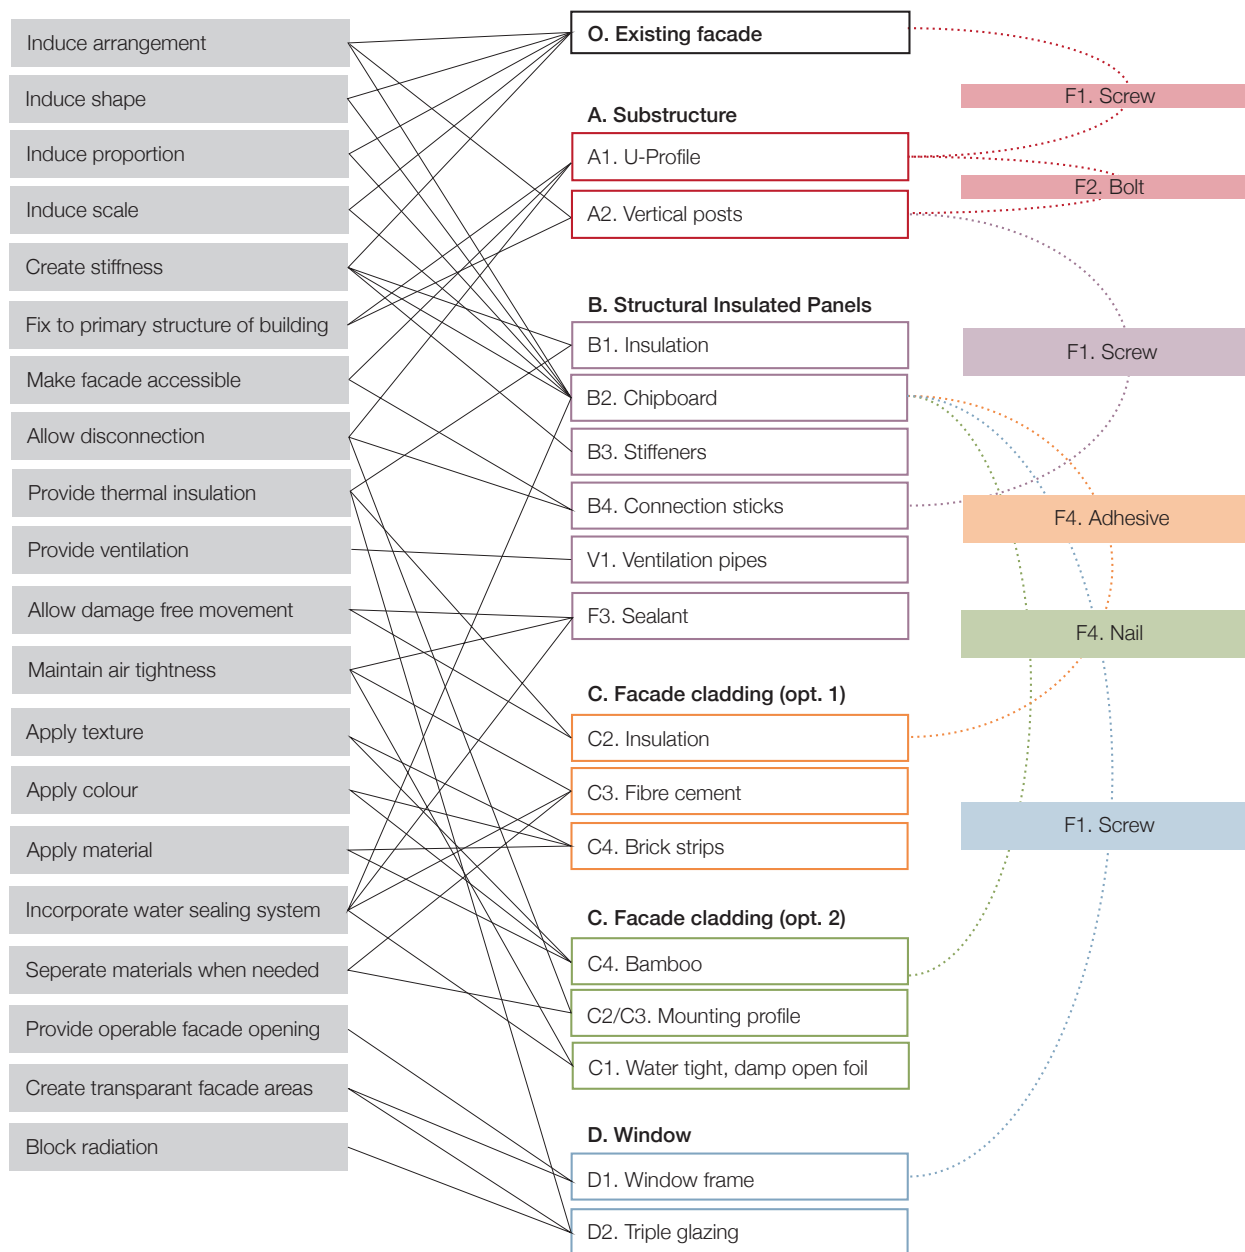 Induce arrangement
Induce shape
Induce proportion
Induce scale
Create stiffness
Fix to primary structure of building
Make facade accessible
Allow disconnection
Provide thermal insulation
Provide ventilation
Allow damage free movement
Maintain air tightness
Apply texture
Apply colour
Apply material
Incorporate water sealing system
Seperate materials when needed
Provide operable facade opening
Create transparant facade areas
Block radiation
O. Existing facade
A. Substructure
A1. U-Profile
A2. Vertical posts
B. Structural Insulated Panels
B1. Insulation
B2. Chipboard
B3. Stiffeners
B4. Connection sticks
V1. Ventilation pipes
F3. Sealant
C. Facade cladding (opt. 1)
C2. Insulation
C3. Fibre cement
C4. Brick strips
C. Facade cladding (opt. 2)
C4. Bamboo
C2/C3. Mounting profile
C1. Water tight, damp open foil
D. Window
D1. Window frame
D2. Triple glazing
F1. Screw
F2. Bolt
F1. Screw
F4. Adhesive
F4. Nail
F1. Screw